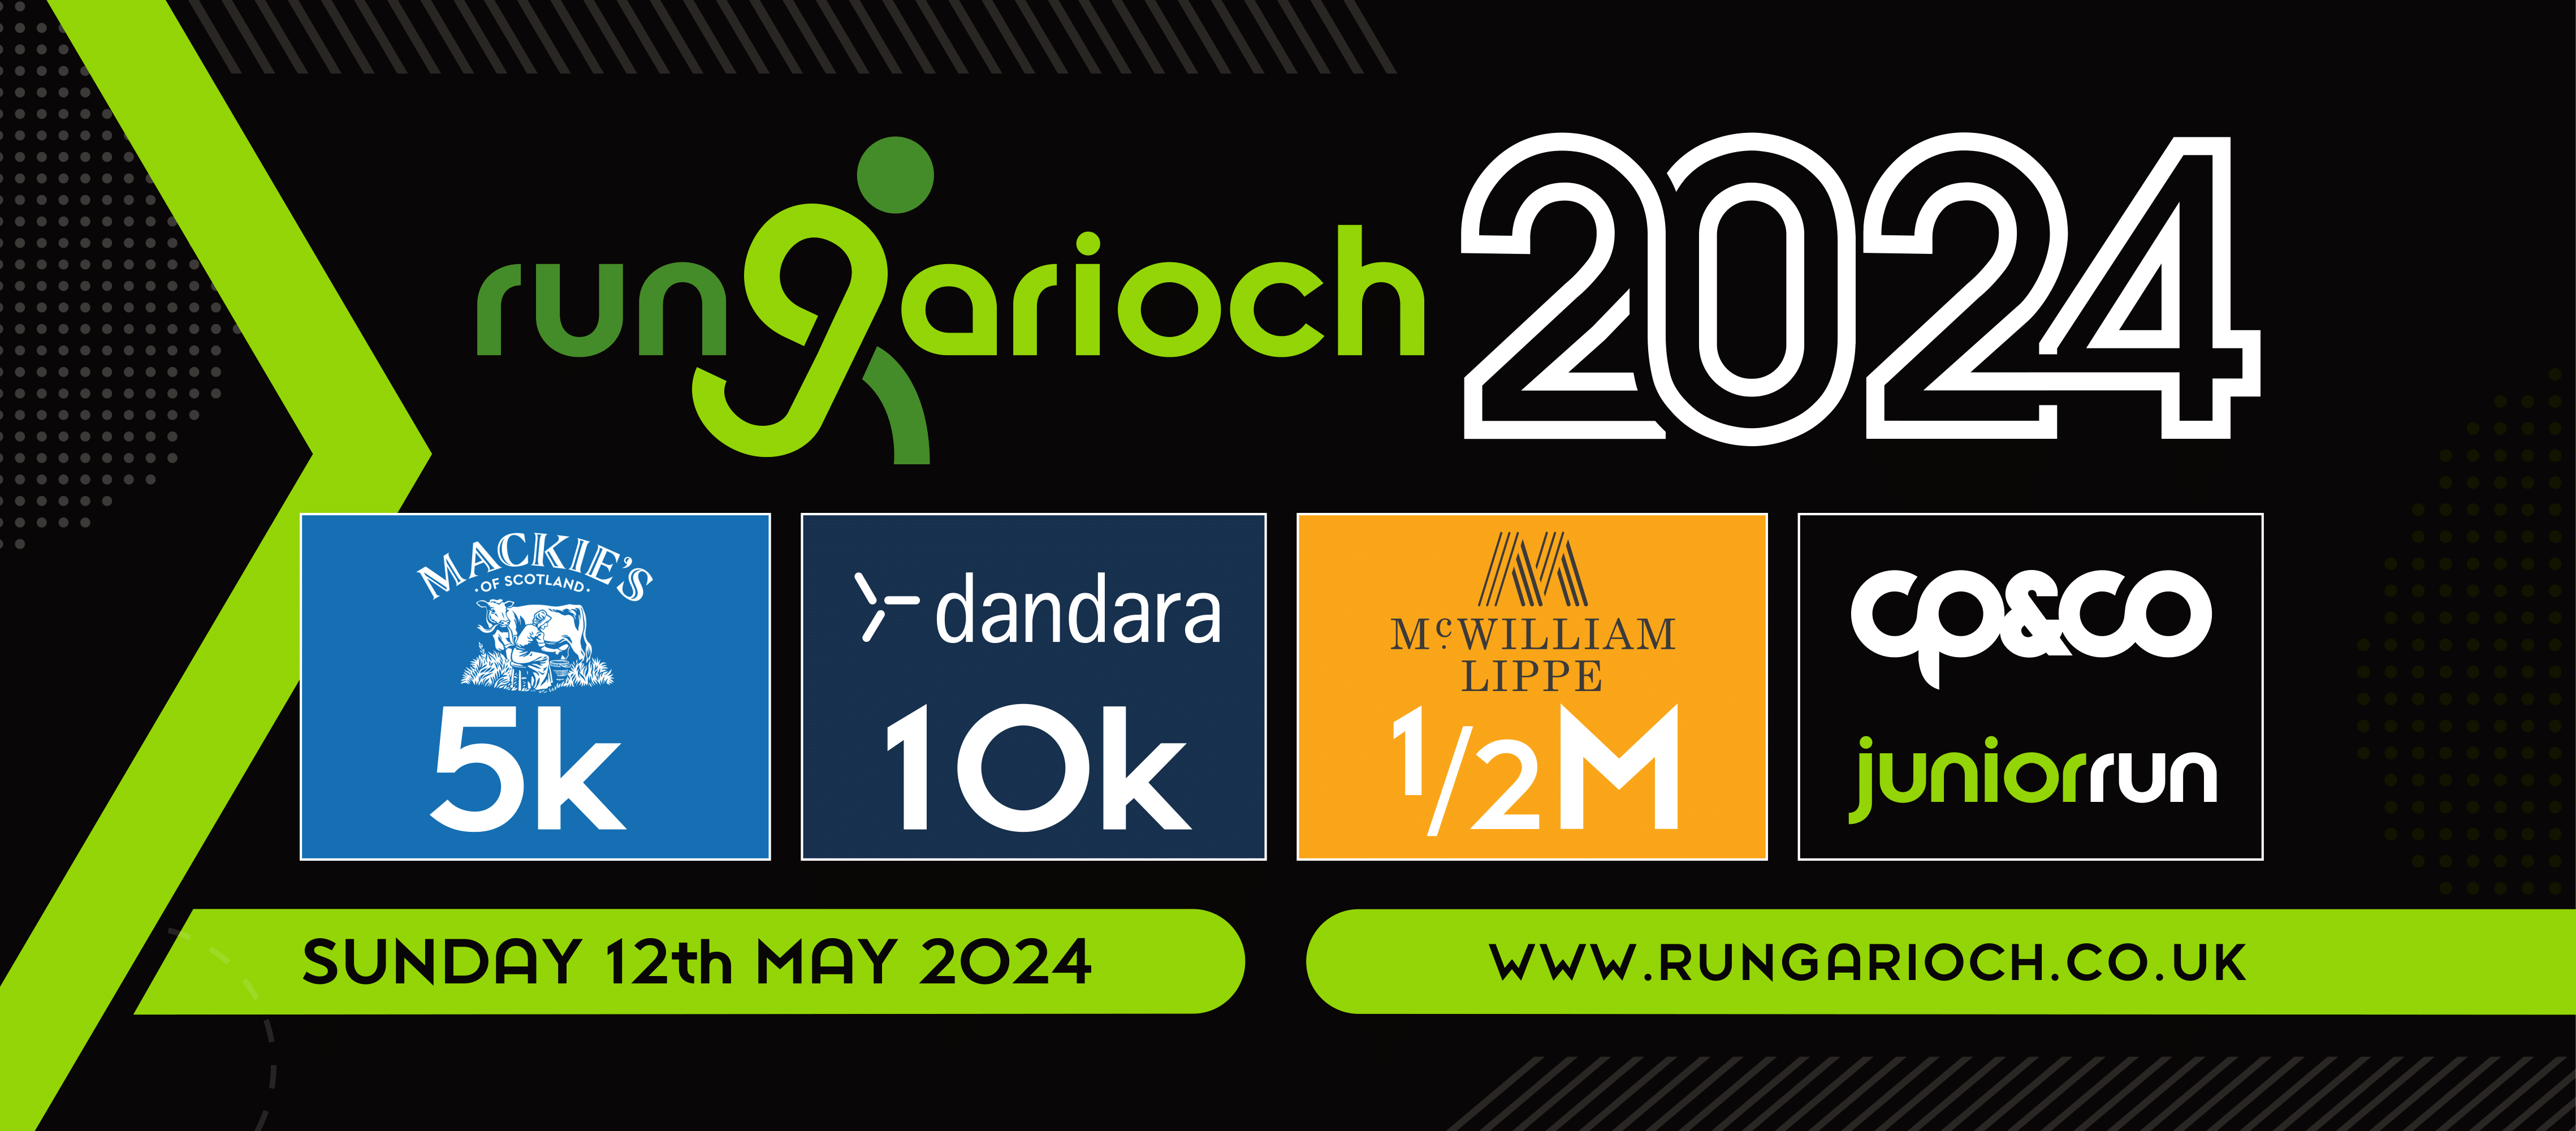 rungarioch 2024
MACKIE'S
·OF SCOTLAND·
5k
dandara
10k
McWILLIAM
LIPPE
1/2M
cp&co
juniorrun
SUNDAY 12th MAY 2024
WWW.RUNGARIOCH.CO.UK